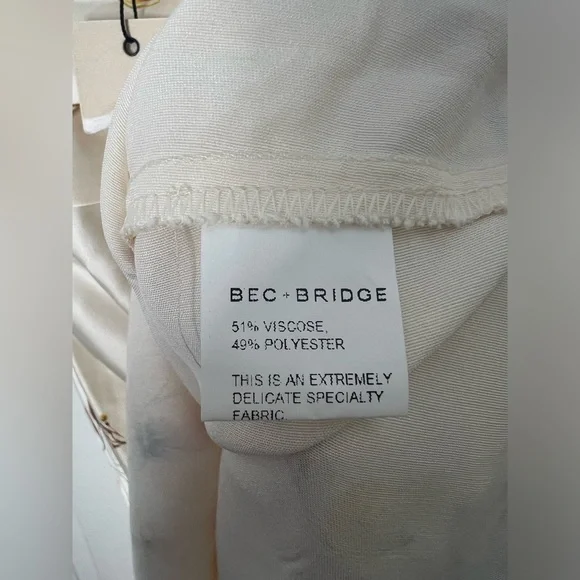 BEC + BRIDGE
51% VISCOSE,
49% POLYESTER
THIS IS AN EXTREMELY
DELICATE SPECIALTY
FABRIC